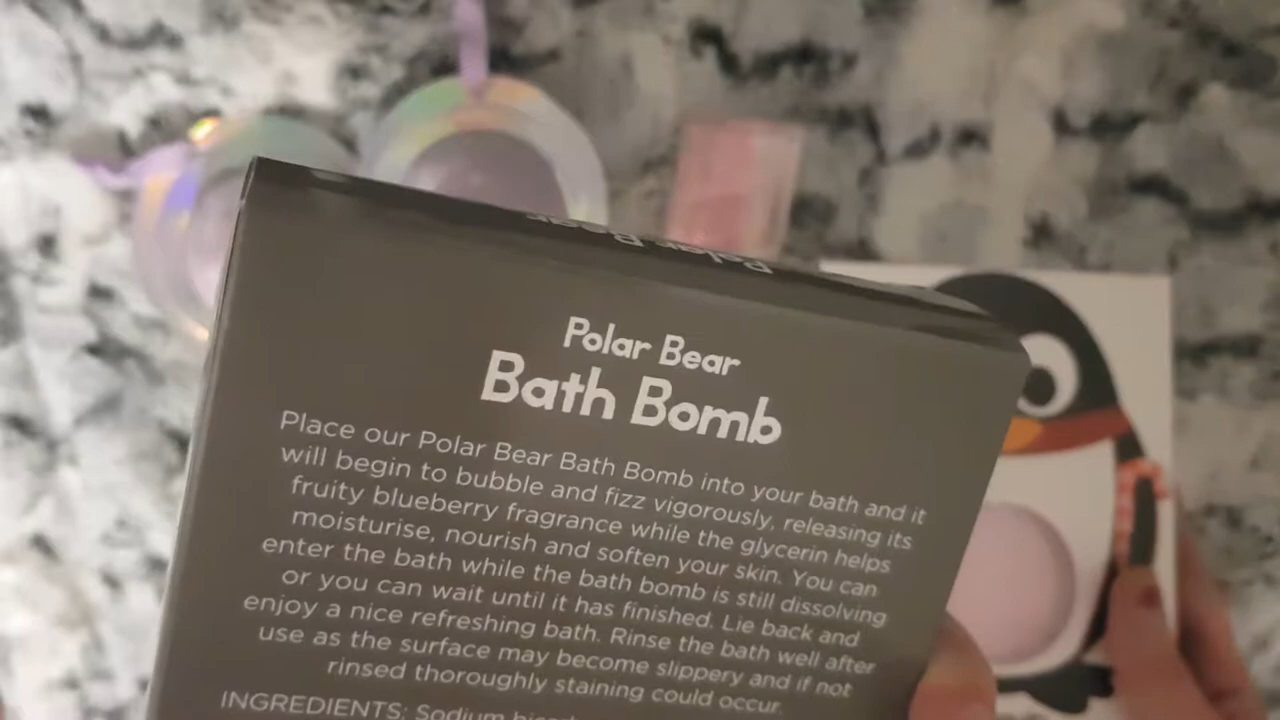 Polar Bear
Polar Bear
Bath Bomb
Place our Polar Bear Bath Bomb into your bath and it
will begin to bubble and fizz vigorously, releasing its
fruity blueberry fragrance while the glycerin helps
moisturise, nourish and soften your skin. You can
enter the bath while the bath bomb is still dissolving
or you can wait until it has finished. Lie back and
enjoy a nice refreshing bath. Rinse the bath well after
use as the surface may become slippery and if not
rinsed thoroughly staining could occur.
INGREDIENTS: Sodium